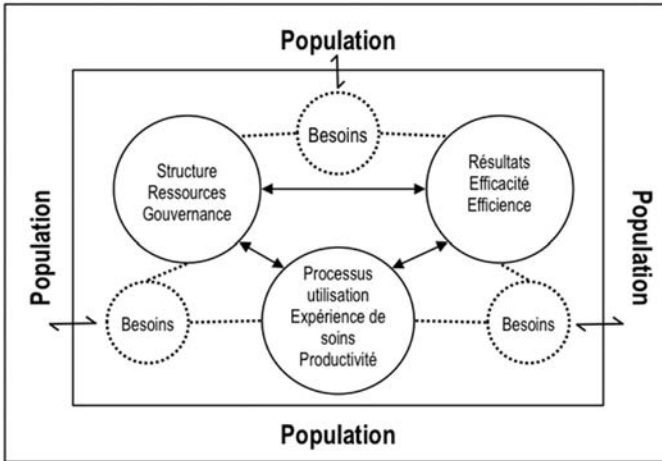 Population
Besoins
Structure
Ressources
Gouvernance
Résultats
Efficacité
Efficience
Population
Population
Besoins
Processus
utilisation
Expérience de
soins
Productivité
Besoins
Population